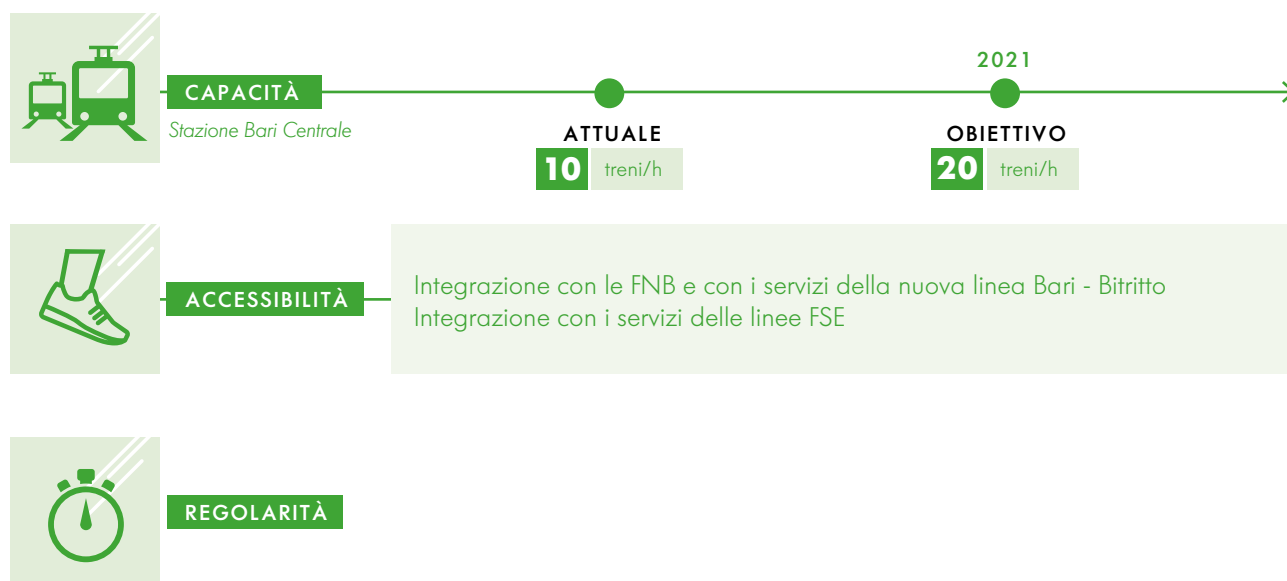 2021
CAPACITÀ
Stazione Bari Centrale
ATTUALE
OBIETTIVO
10 treni/h
20 treni/h
ACCESSIBILITÀ
Integrazione con le FNB e con i servizi della nuova linea Bari - Bitritto
Integrazione con i servizi delle linee FSE
REGOLARITÀ